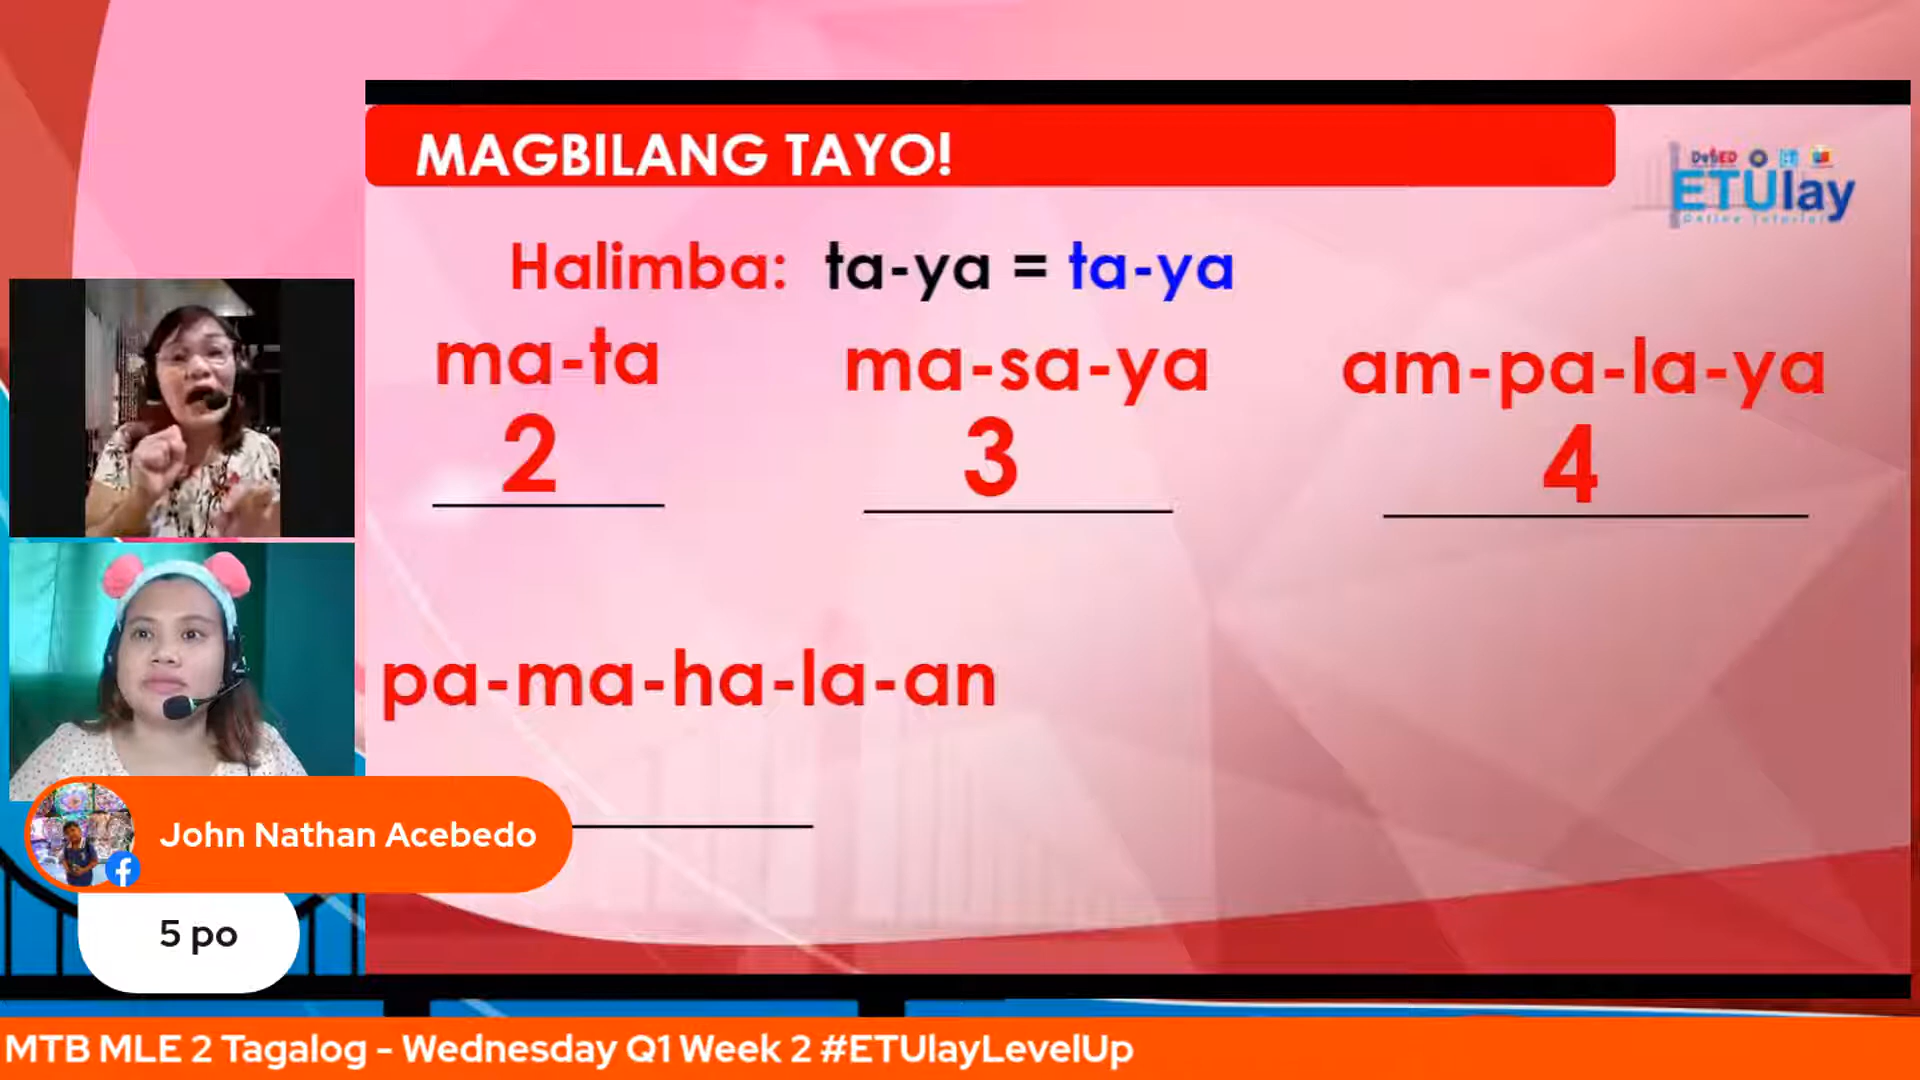 MAGBILANG TAYO!
DepED
ETUlay
Online Tutorial
Halimba: ta-ya = ta-ya
ma-ta ma-sa-ya am-pa-la-ya
2 3 4
pa-ma-ha-la-an
John Nathan Acebedo
5 po
MTB MLE 2 Tagalog - Wednesday Q1 Week 2 #ETUlayLevelUp